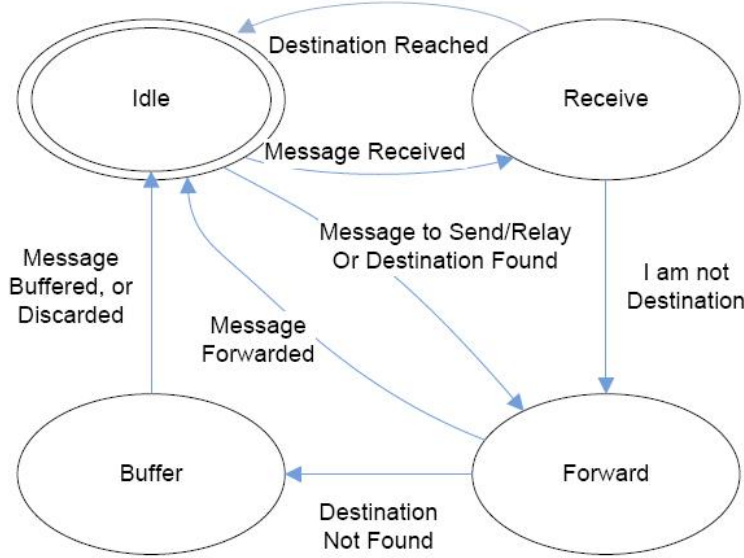 Destination Reached
Idle
Receive
Message Received
Message to Send/Relay
Or Destination Found
Message
Buffered, or
Discarded
I am not
Destination
Message
Forwarded
Buffer
Forward
Destination
Not Found